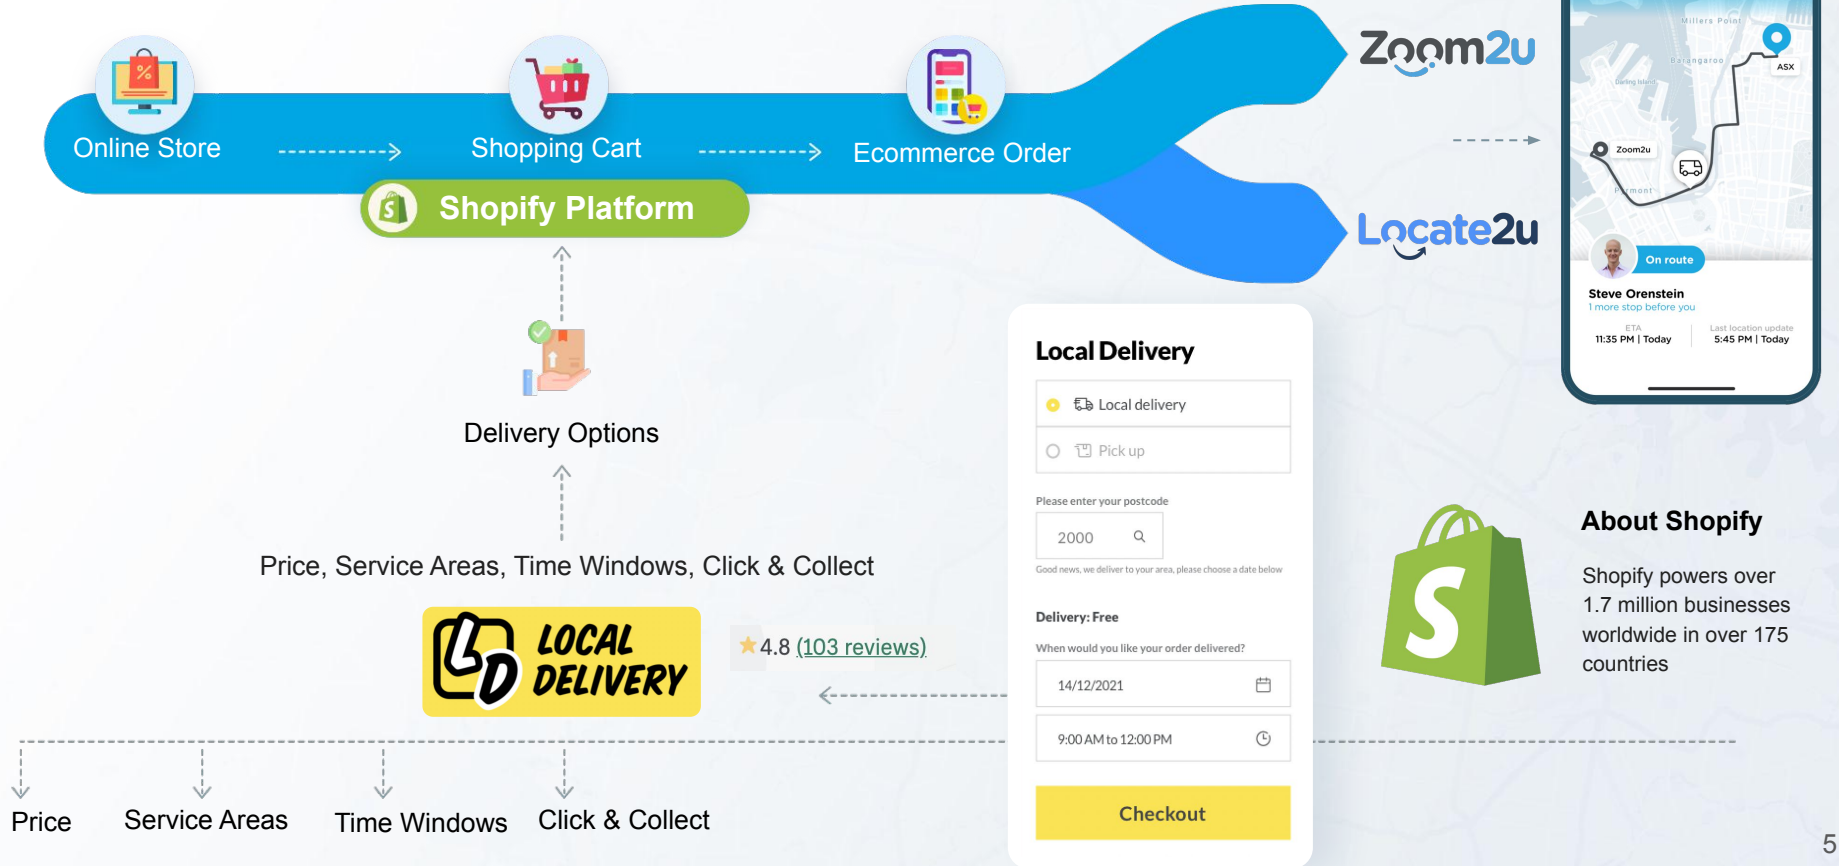 Online Store
Shopping Cart
Ecommerce Order
Shopify Platform
Zoom2u
Locate2u
Millers Point
Barangaroo
ASX
Darling Island
Zoom2u
Pyrmont
On route
Steve Orenstein
1 more stop before you
ETA
Last location update
11:35 PM | Today
5:45 PM | Today
Delivery Options
Price, Service Areas, Time Windows, Click & Collect
LD LOCAL
DELIVERY
4.8 (103 reviews)
Price
Service Areas
Time Windows
Click & Collect
Local Delivery
Local delivery
Pick up
Please enter your postcode
2000
Good news, we deliver to your area, please choose a date below
Delivery: Free
When would you like your order delivered?
14/12/2021
9:00 AM to 12:00 PM
Checkout
About Shopify
Shopify powers over
1.7 million businesses
worldwide in over 175
countries
5